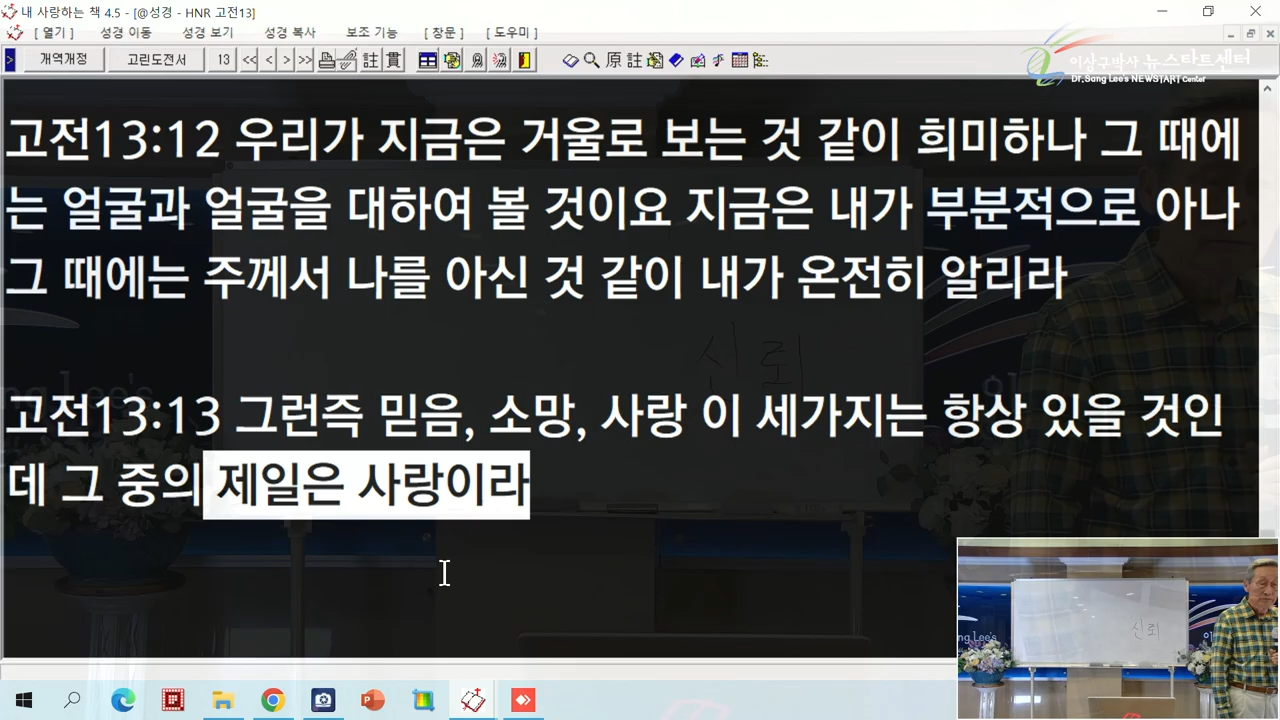 내 사랑하는 책 4.5 - [@성경 - HNR 고전13]
[ 열기 ] 성경 이동 성경 보기 성경 복사 보조 기능 [ 창문 ] [ 도우미 ]
> 개역개정 고린도전서 13 << < > >> 註 貫 原 註
이상구박사 뉴스타트센터
Dr. Sang Lee's NEWSTART Center
고전13:12 우리가 지금은 거울로 보는 것 같이 희미하나 그 때에
는 얼굴과 얼굴을 대하여 볼 것이요 지금은 내가 부분적으로 아나
그 때에는 주께서 나를 아신 것 같이 내가 온전히 알리라
신뢰
ng Lee's
고전13:13 그런즉 믿음, 소망, 사랑 이 세가지는 항상 있을 것인
데 그 중의 제일은 사랑이라
신뢰
ng Lee's